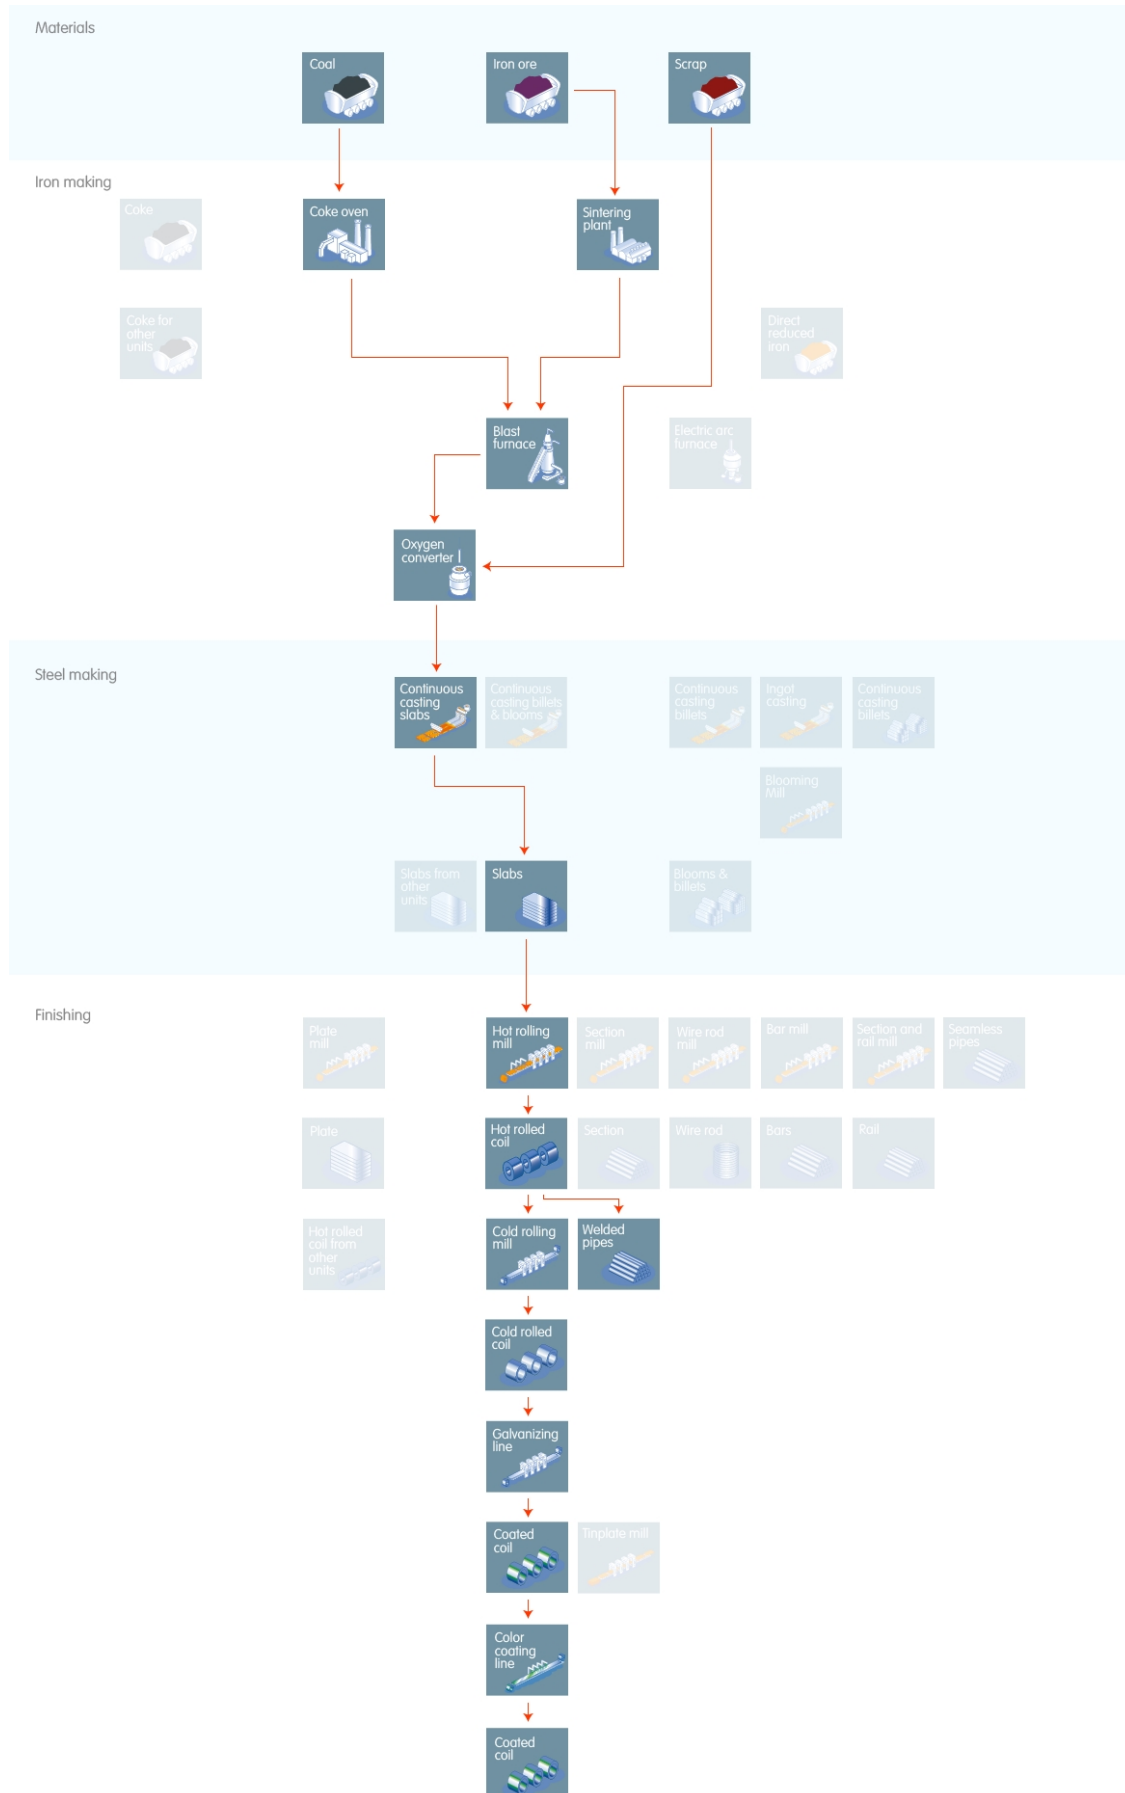 Materials
Coal
Iron ore
Scrap
Iron making
Coke
Coke oven
Sintering
plant
Coke for
other
units
Direct
reduced
iron
Blast
furnace
Electric arc
furnace
Oxygen
converter
Steel making
Continuous
casting
slabs
Continuous
casting billets
& blooms
Continuous
casting
billets
Ingot
casting
Continuous
casting
billets
Blooming
Mill
Slabs from
other
units
Slabs
Blooms &
billets
Finishing
Plate
mill
Hot rolling
mill
Section
mill
Wire rod
mill
Bar mill
Section and
rail mill
Seamless
pipes
Plate
Hot rolled
coil
Section
Wire rod
Bars
Rail
Hot rolled
coil from
other
units
Cold rolling
mill
Welded
pipes
Cold rolled
coil
Galvanizing
line
Coated
coil
Tinplate mill
Color
coating
line
Coated
coil